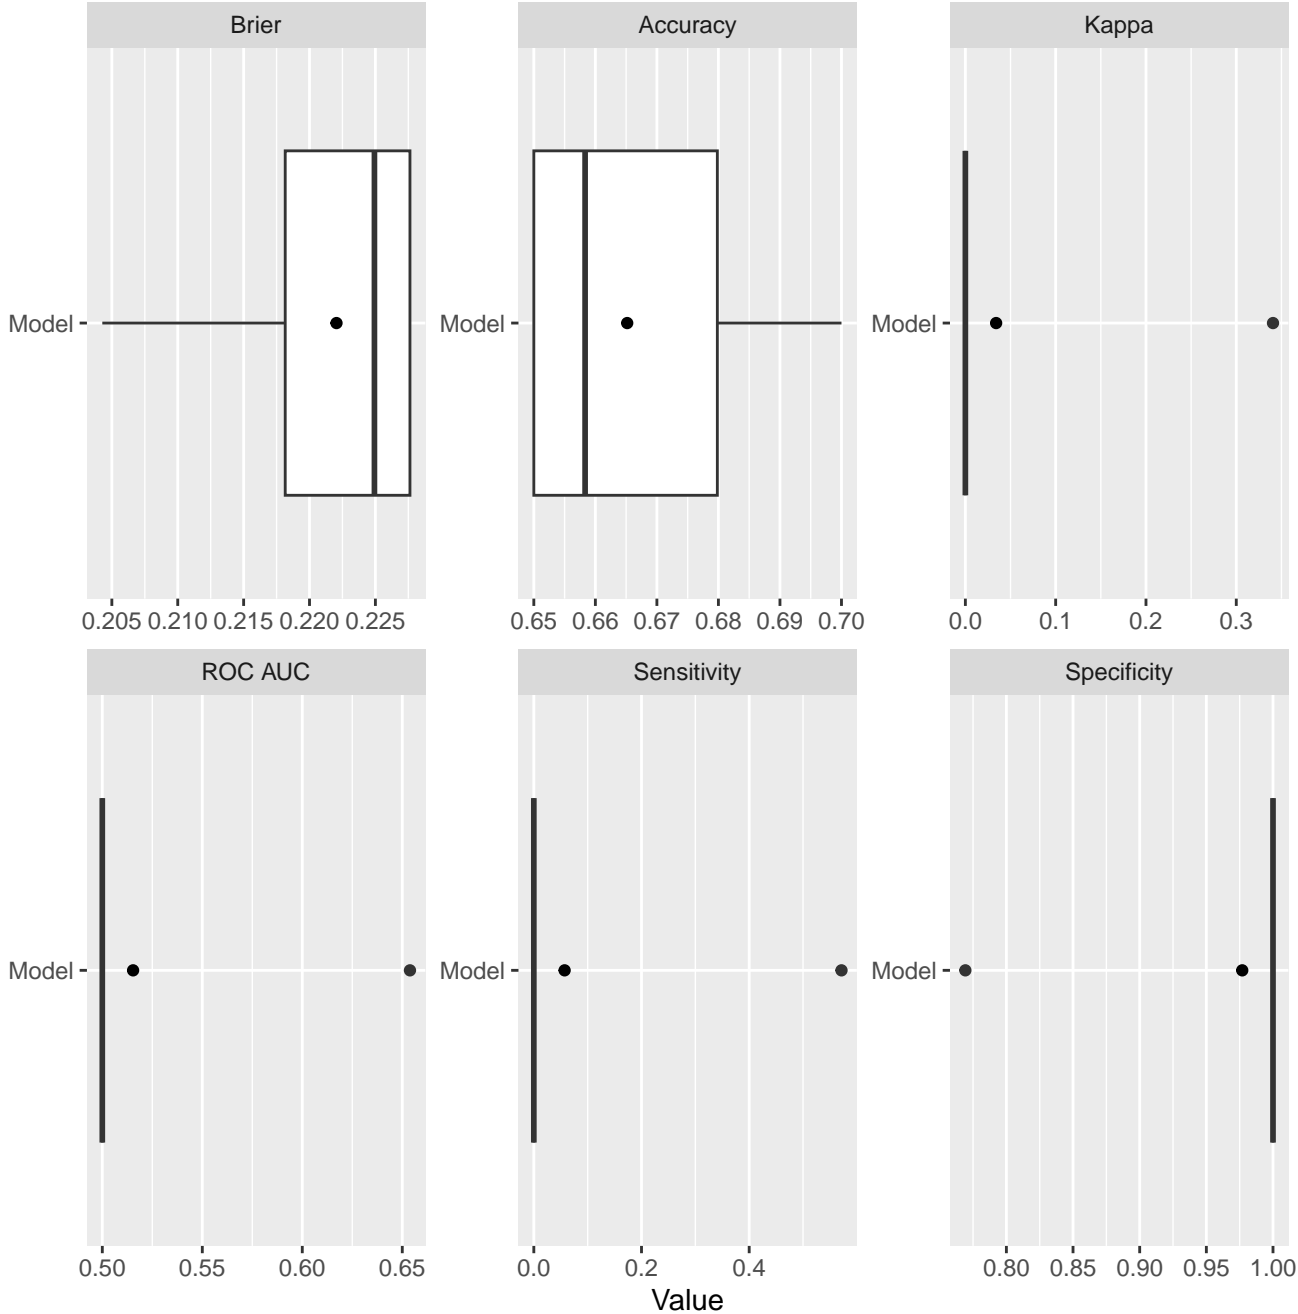 Brier Accuracy Kappa
Model Model Model
0.205 0.210 0.215 0.220 0.225 0.65 0.66 0.67 0.68 0.69 0.70 0.0 0.1 0.2 0.3
ROC AUC Sensitivity Specificity
Model Model Model
0.50 0.55 0.60 0.65 0.0 0.2 0.4 0.80 0.85 0.90 0.95 1.00
Value